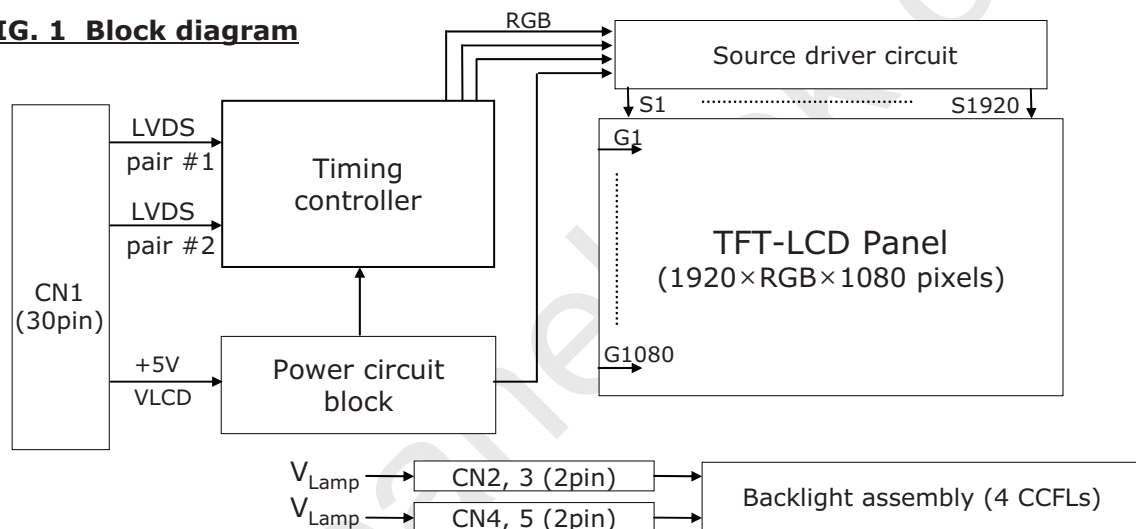 IG. 1 Block diagram
RGB
Source driver circuit
S1
S1920
LVDS
pair #1
Timing
controller
G1
LVDS
pair #2
TFT-LCD Panel
(1920×RGB×1080 pixels)
CN1
(30pin)
+5V
VLCD
Power circuit
block
G1080
VLamp
CN2, 3 (2pin)
VLamp
CN4, 5 (2pin)
Backlight assembly (4 CCFLs)